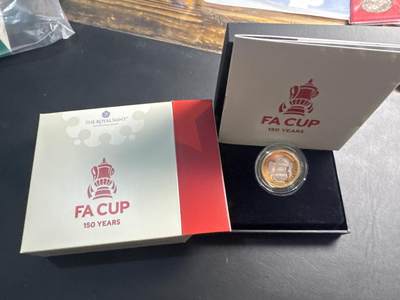 THE ROYAL MINT
FA CUP
150 YEARS
FA CUP
150 YEARS